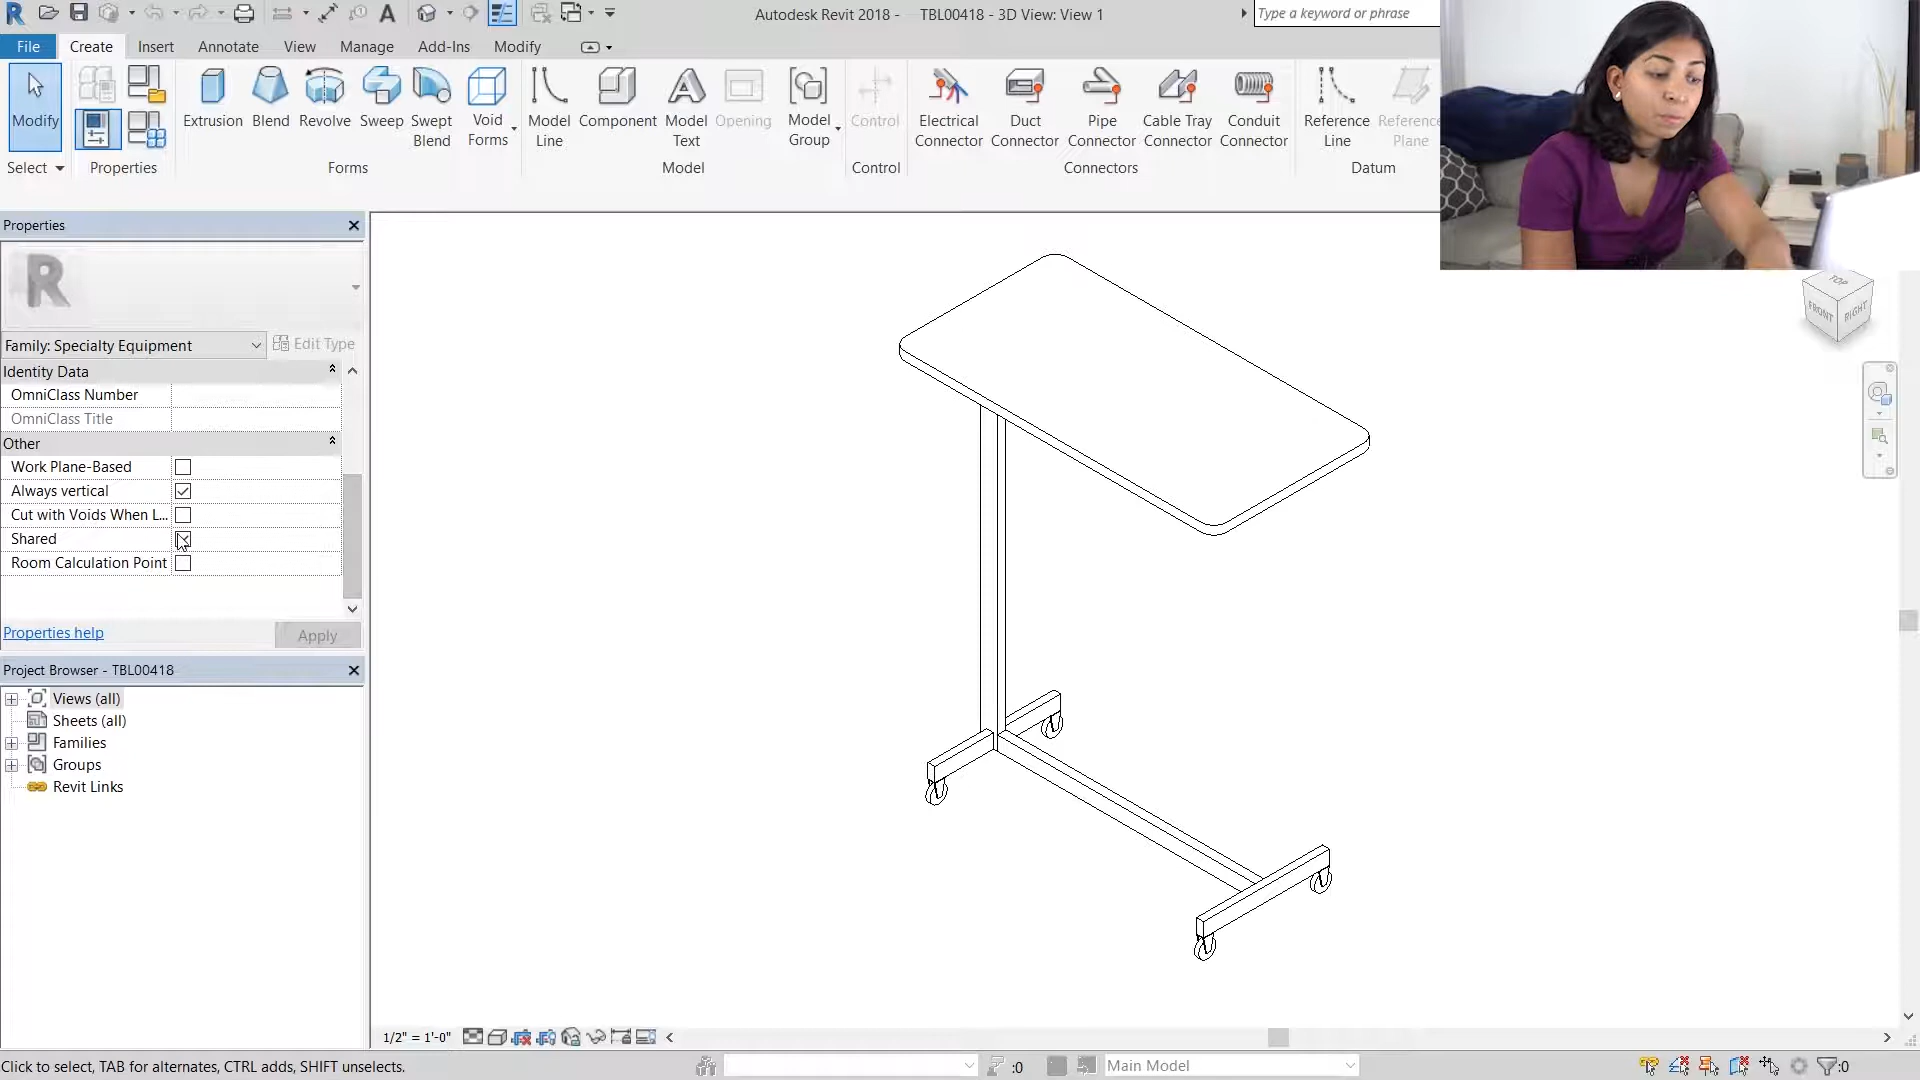 Autodesk Revit 2018 - TBL00418 - 3D View: View 1
Type a keyword or phrase
File Create Insert Annotate View Manage Add-Ins Modify
Modify
Extrusion Blend Revolve Sweep Swept Blend Void Forms
Model Line Component Model Text Opening Model Group
Control
Electrical Connector Duct Connector Pipe Connector Cable Tray Connector Conduit Connector
Reference Line Reference Plane
Select Properties Forms Model Control Connectors Datum
Properties
Family: Specialty Equipment Edit Type
Identity Data
OmniClass Number
OmniClass Title
Other
Work Plane-Based
Always vertical
Cut with Voids When L...
Shared
Room Calculation Point
Properties help Apply
Project Browser - TBL00418
Views (all)
Sheets (all)
Families
Groups
Revit Links
TOP
FRONT RIGHT
1/2" = 1'-0"
Click to select, TAB for alternates, CTRL adds, SHIFT unselects.
:0 Main Model :0